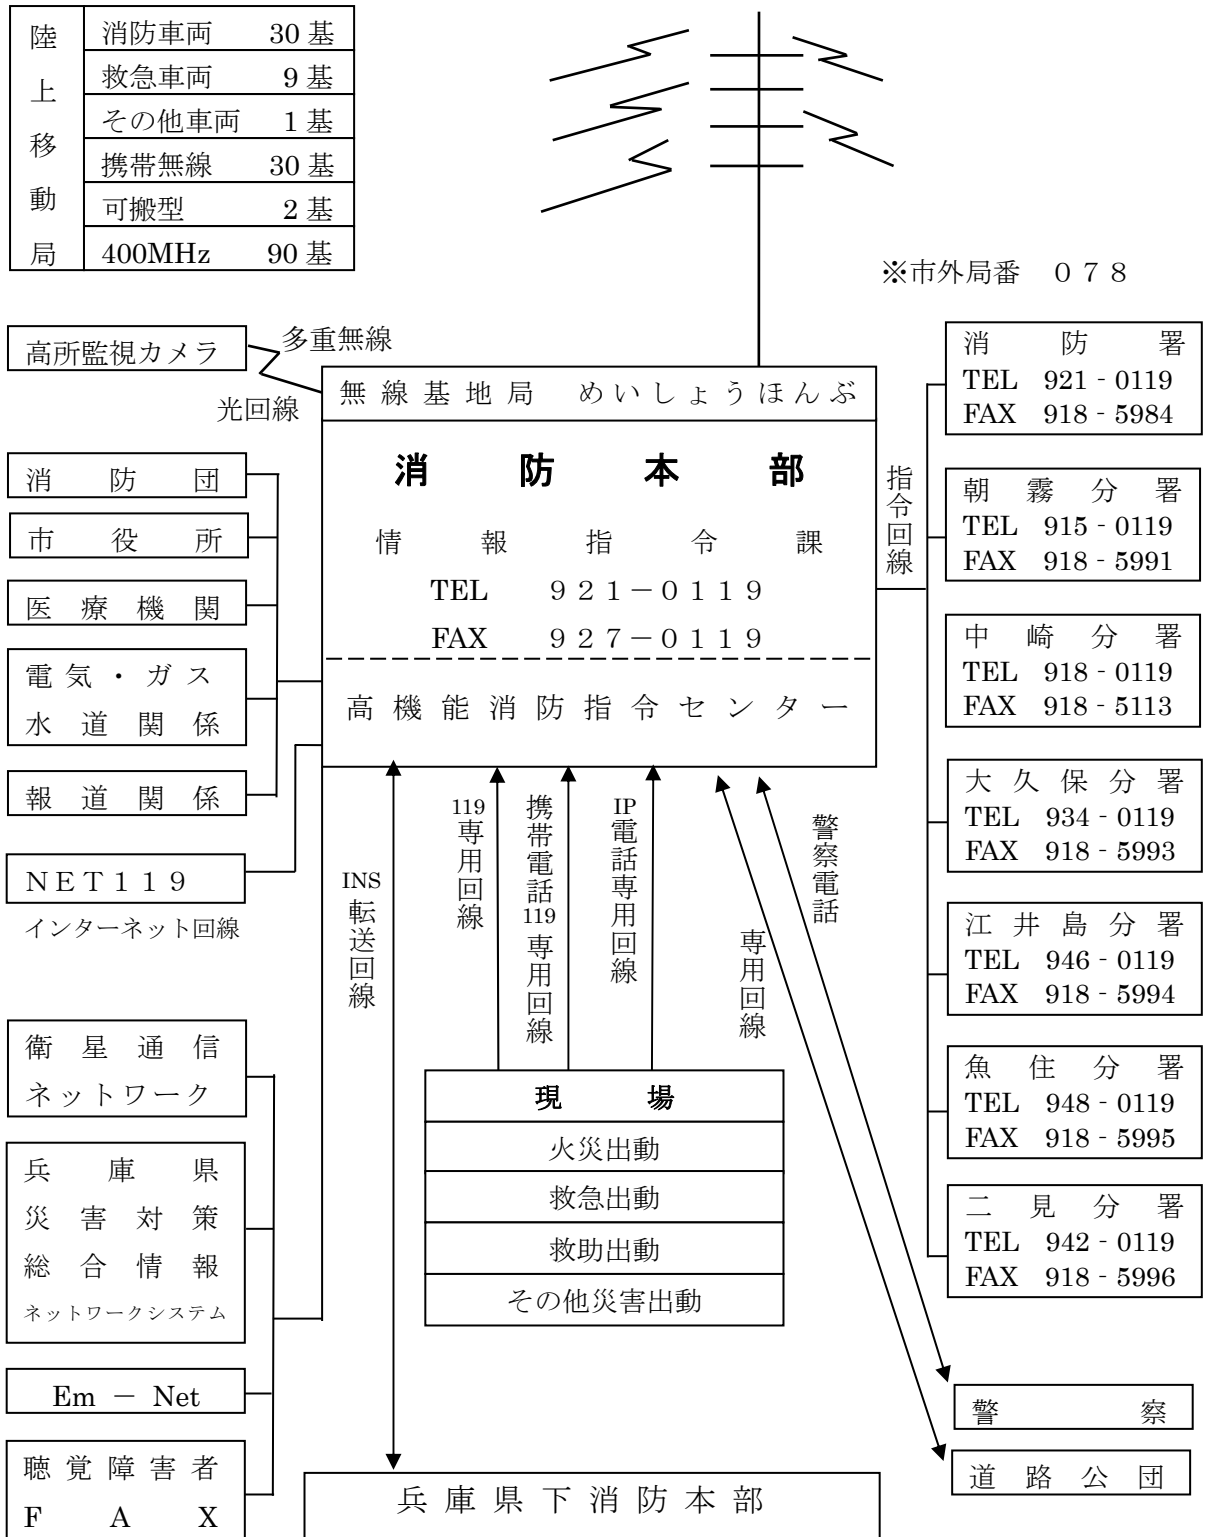 陸上移動局
消防車両 30基
救急車両 9基
その他車両 1基
携帯無線 30基
可搬型 2基
400MHz 90基
※市外局番 ０７８
高所監視カメラ
多重無線
光回線
無線基地局 めいしょうほんぶ
消防本部
情報指令課
TEL ９２１－０１１９
FAX ９２７－０１１９
高機能消防指令センター
消防団
市役所
医療機関
電気・ガス
水道関係
報道関係
ＮＥＴ１１９
インターネット回線
指令回線
消防署
TEL 921‐0119
FAX 918‐5984
朝霧分署
TEL 915‐0119
FAX 918‐5991
中崎分署
TEL 918‐0119
FAX 918‐5113
大久保分署
TEL 934‐0119
FAX 918‐5993
江井島分署
TEL 946‐0119
FAX 918‐5994
魚住分署
TEL 948‐0119
FAX 918‐5995
二見分署
TEL 942‐0119
FAX 918‐5996
INS転送回線
119専用回線
携帯電話119専用回線
IP電話専用回線
専用回線
警察電話
現場
火災出動
救急出動
救助出動
その他災害出動
衛星通信
ネットワーク
兵庫県
災害対策
総合情報
ネットワークシステム
Em － Net
聴覚障害者
ＦＡＸ
兵庫県下消防本部
警察
道路公団